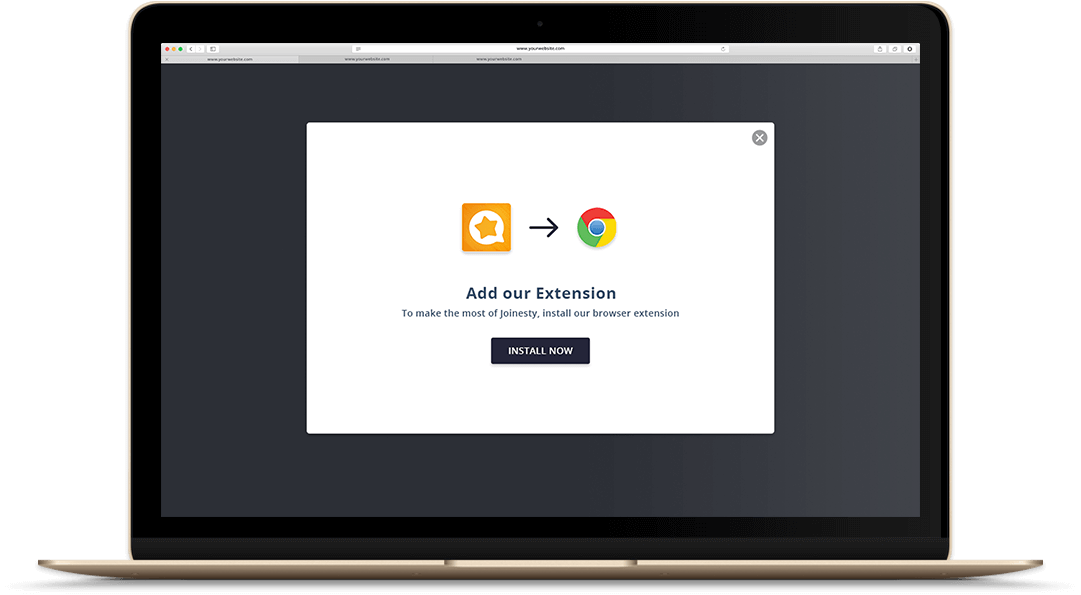 www.yourwebsite.com
www.yourwebsite.com www.yourwebsite.com www.yourwebsite.com
Add our Extension
To make the most of Joinesty, install our browser extension
INSTALL NOW